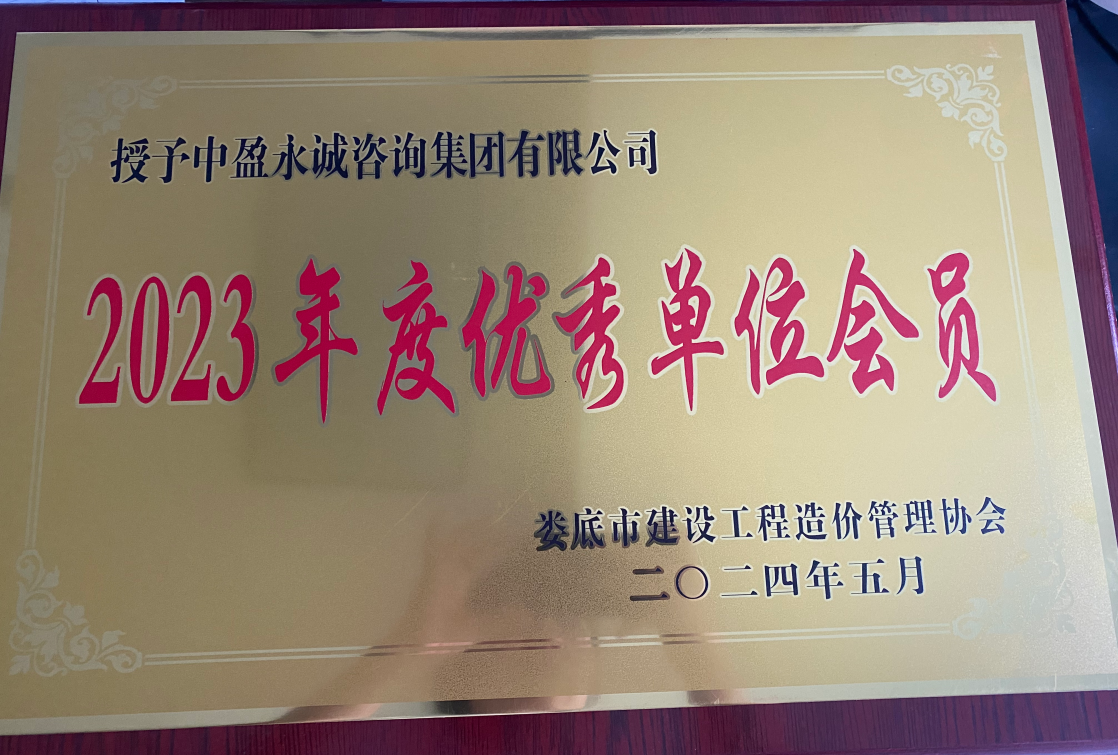 授予中盈永诚咨询集团有限公司
2023年度优秀单位会员
娄底市建设工程造价管理协会
二〇二四年五月